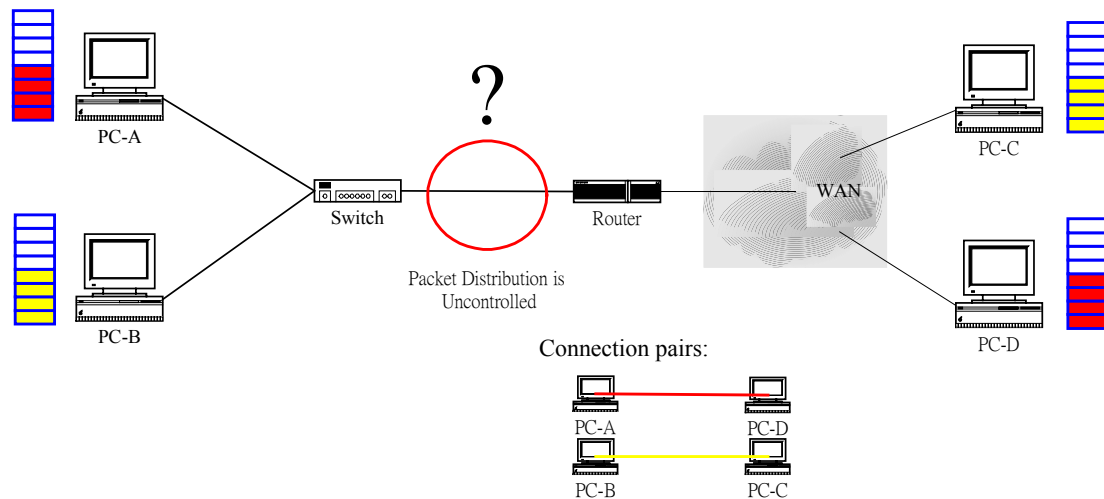 ?
PC-A
PC-C
WAN
Switch
Router
Packet Distribution is
Uncontrolled
PC-B
PC-D
Connection pairs:
PC-A
PC-D
PC-B
PC-C